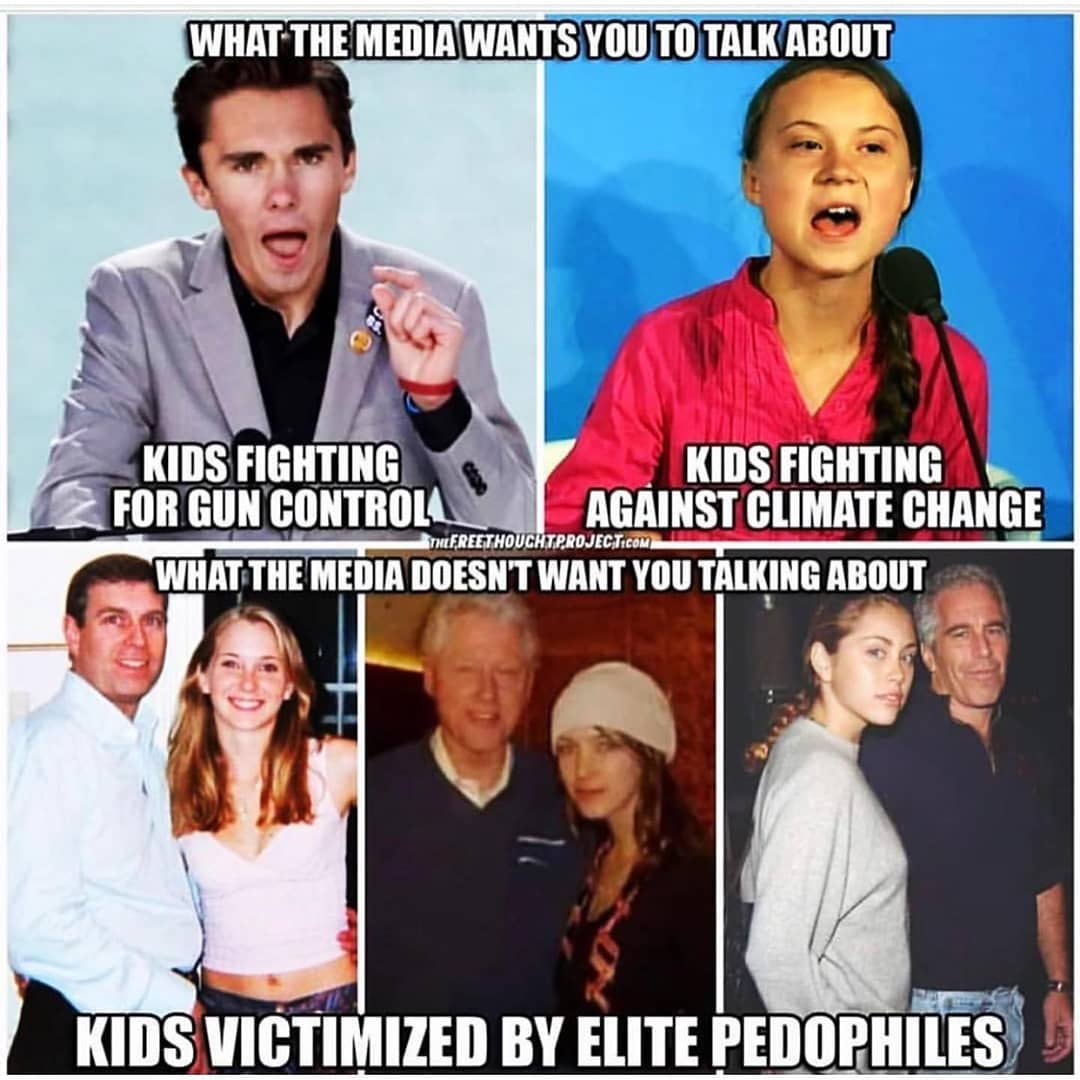 WHAT THE MEDIA WANTS YOU TO TALK ABOUT
KIDS FIGHTING
FOR GUN CONTROL
KIDS FIGHTING
AGAINST CLIMATE CHANGE
THEFREETHOUGHTPROJECT.COM
WHAT THE MEDIA DOESN'T WANT YOU TALKING ABOUT
KIDS VICTIMIZED BY ELITE PEDOPHILES